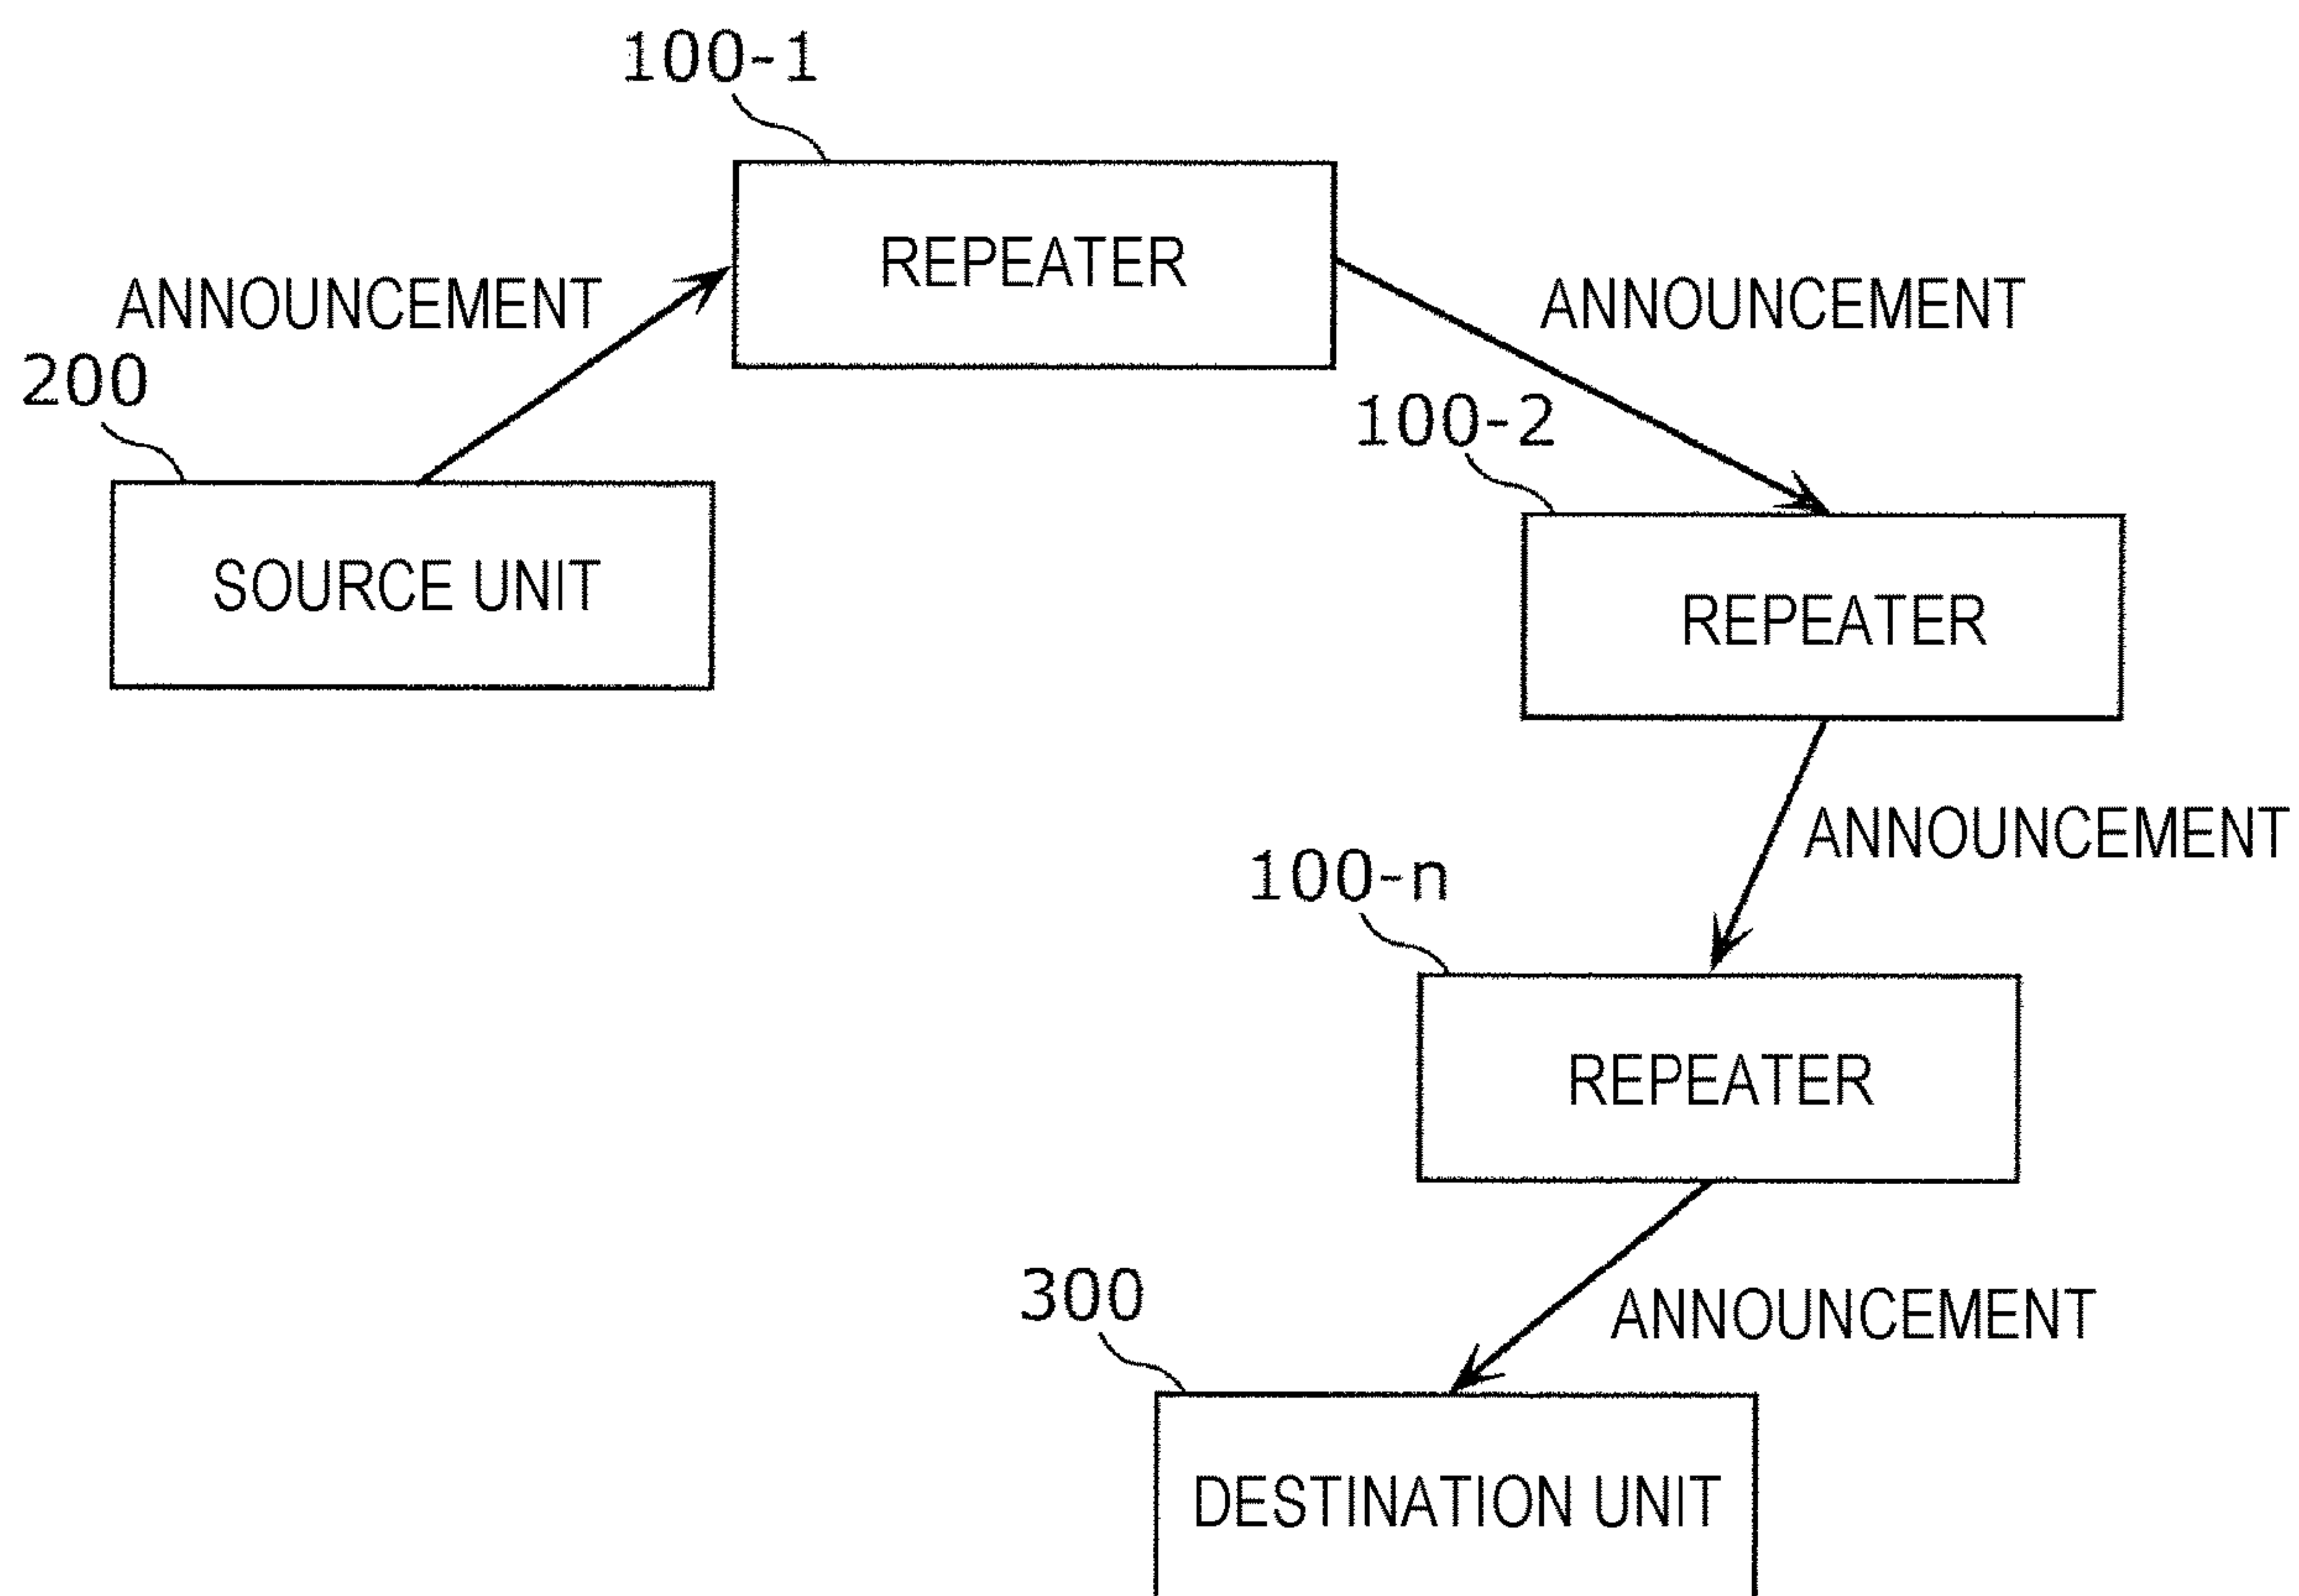 100-1
REPEATER
ANNOUNCEMENT
ANNOUNCEMENT
200
100-2
SOURCE UNIT
REPEATER
ANNOUNCEMENT
100-n
REPEATER
300
ANNOUNCEMENT
DESTINATION UNIT